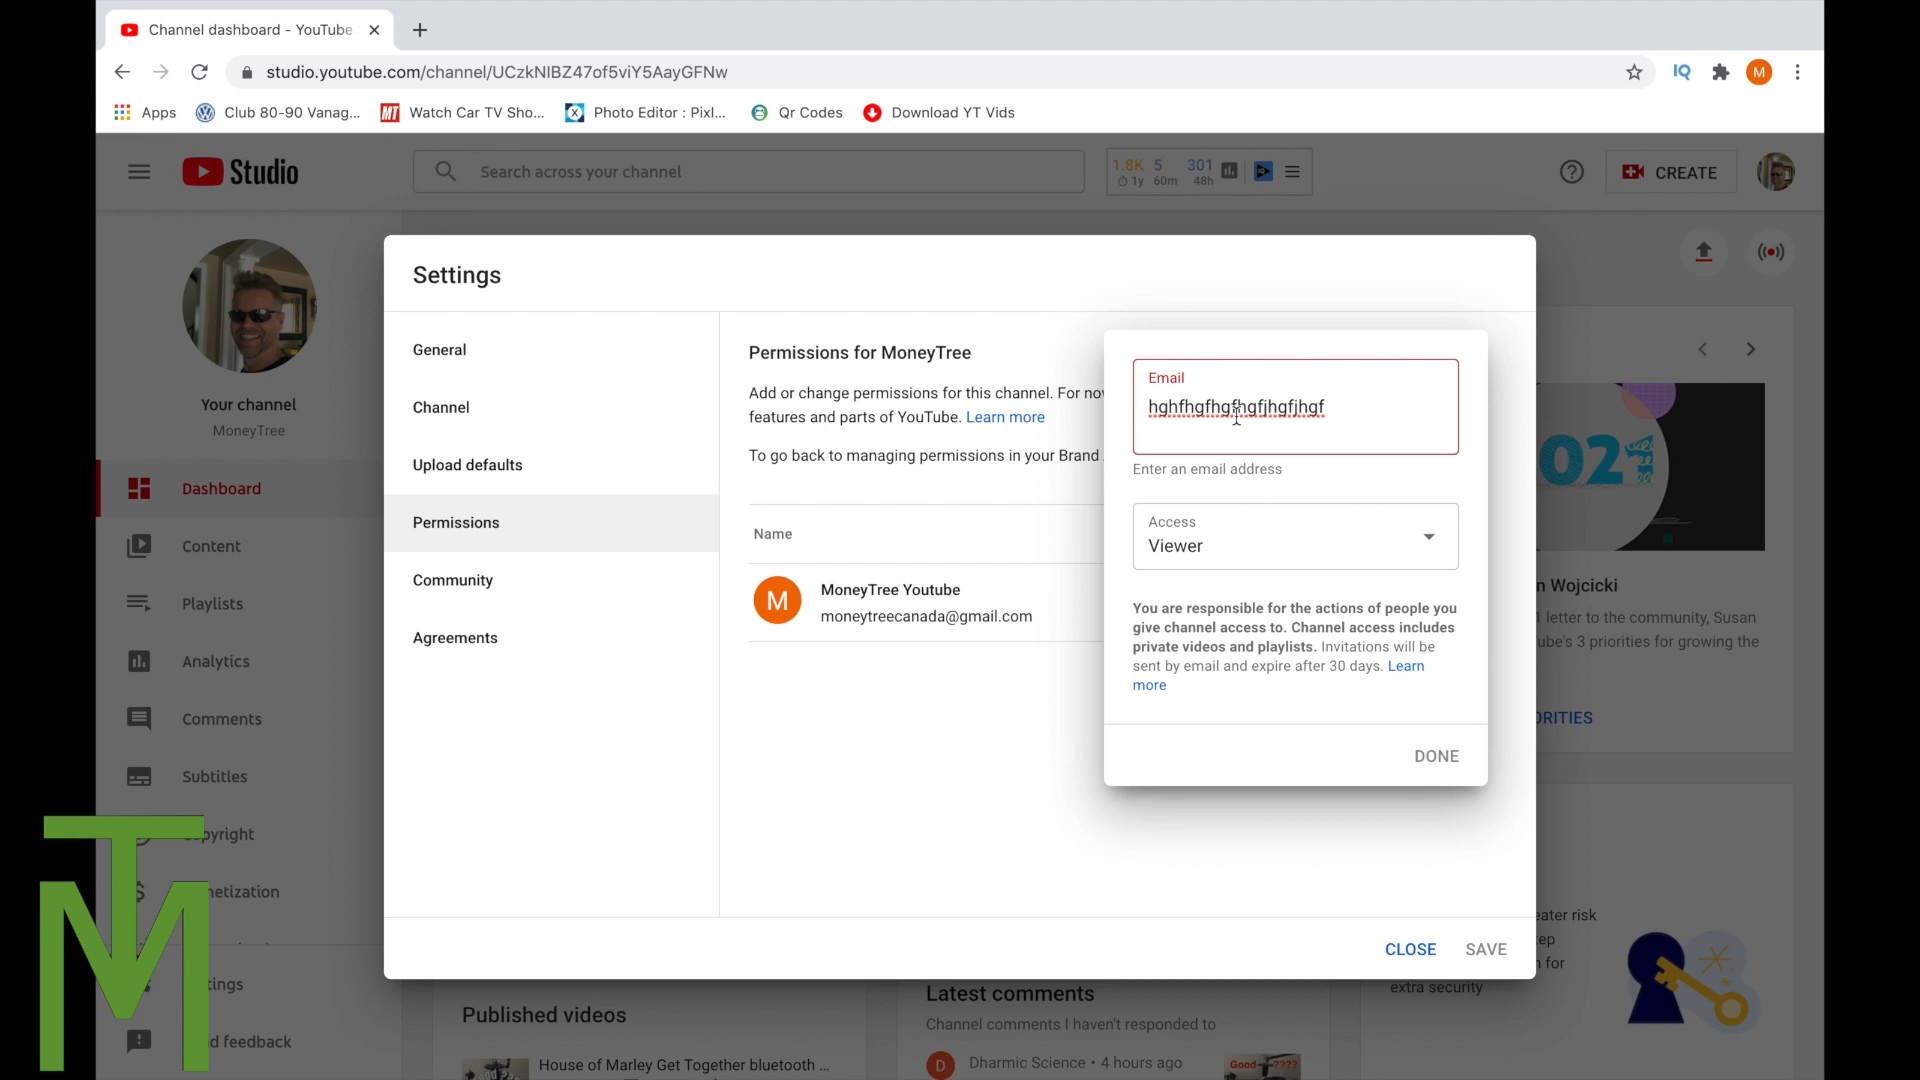 Channel dashboard - YouTube
studio.youtube.com/channel/UCzkNIBZ47of5viY5AayGFNw
IQ
M
Apps
Club 80-90 Vanag...
MT
Watch Car TV Sho...
Photo Editor : Pixl...
Qr Codes
Download YT Vids
Studio
Search across your channel
1.8K 5 301
1y 60m 48h
CREATE
Your channel
MoneyTree
Dashboard
Content
Playlists
Analytics
Comments
Subtitles
opyright
netization
tings
d feedback
TM
Settings
General
Channel
Upload defaults
Permissions
Community
Agreements
Permissions for MoneyTree
Add or change permissions for this channel. For nov
features and parts of YouTube. Learn more
To go back to managing permissions in your Brand
Name
M
MoneyTree Youtube
moneytreecanada@gmail.com
Email
hghfhgfhgfhgfjhgfjhgf
Enter an email address
Access
Viewer
You are responsible for the actions of people you
give channel access to. Channel access includes
private videos and playlists. Invitations will be
sent by email and expire after 30 days. Learn
more
DONE
CLOSE
SAVE
n Wojcicki
letter to the community, Susan
ube's 3 priorities for growing the
ORITIES
eater risk
ep
for
extra security
Published videos
House of Marley Get Together bluetooth ...
Latest comments
Channel comments I haven't responded to
D
Dharmic Science • 4 hours ago
Good ????